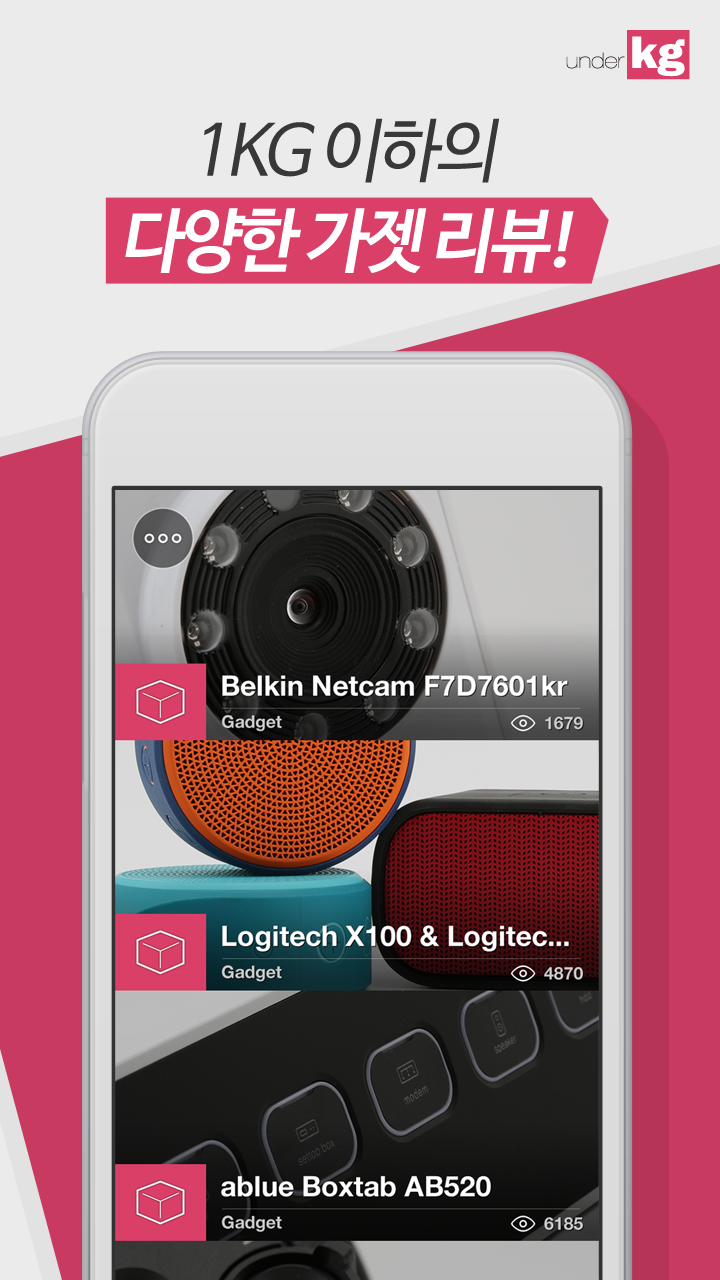 under kg
1KG 이하의
다양한 가젯 리뷰!
Belkin Netcam F7D7601kr
Gadget 1679
Logitech X100 & Logitec...
Gadget 4870
speaker
modem
settop box
ablue Boxtab AB520
Gadget 6185